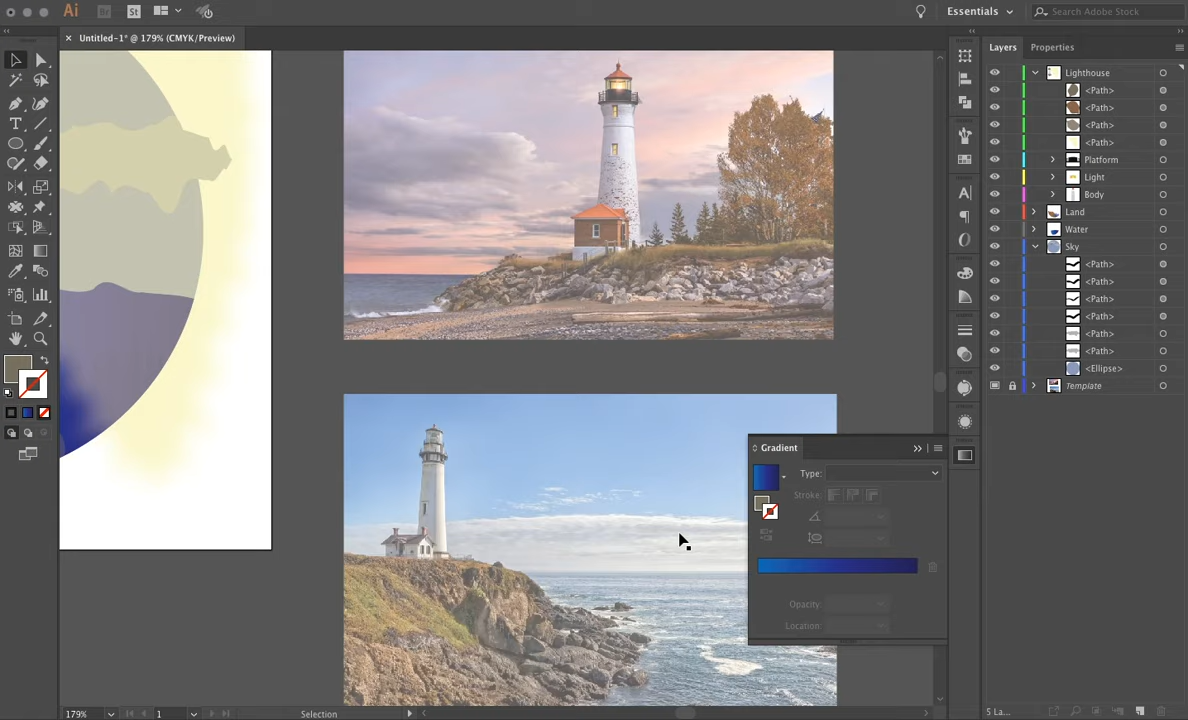 Ai
Br
St
Essentials
Search Adobe Stock
Untitled-1* @ 179% (CMYK/Preview)
Layers
Properties
Lighthouse
<Path>
<Path>
<Path>
<Path>
Platform
Light
Body
Land
Water
Sky
<Path>
<Path>
<Path>
<Path>
<Path>
<Path>
<Ellipse>
Template
Gradient
Type:
Stroke:
Opacity:
Location:
179%
1
Selection
5 La...